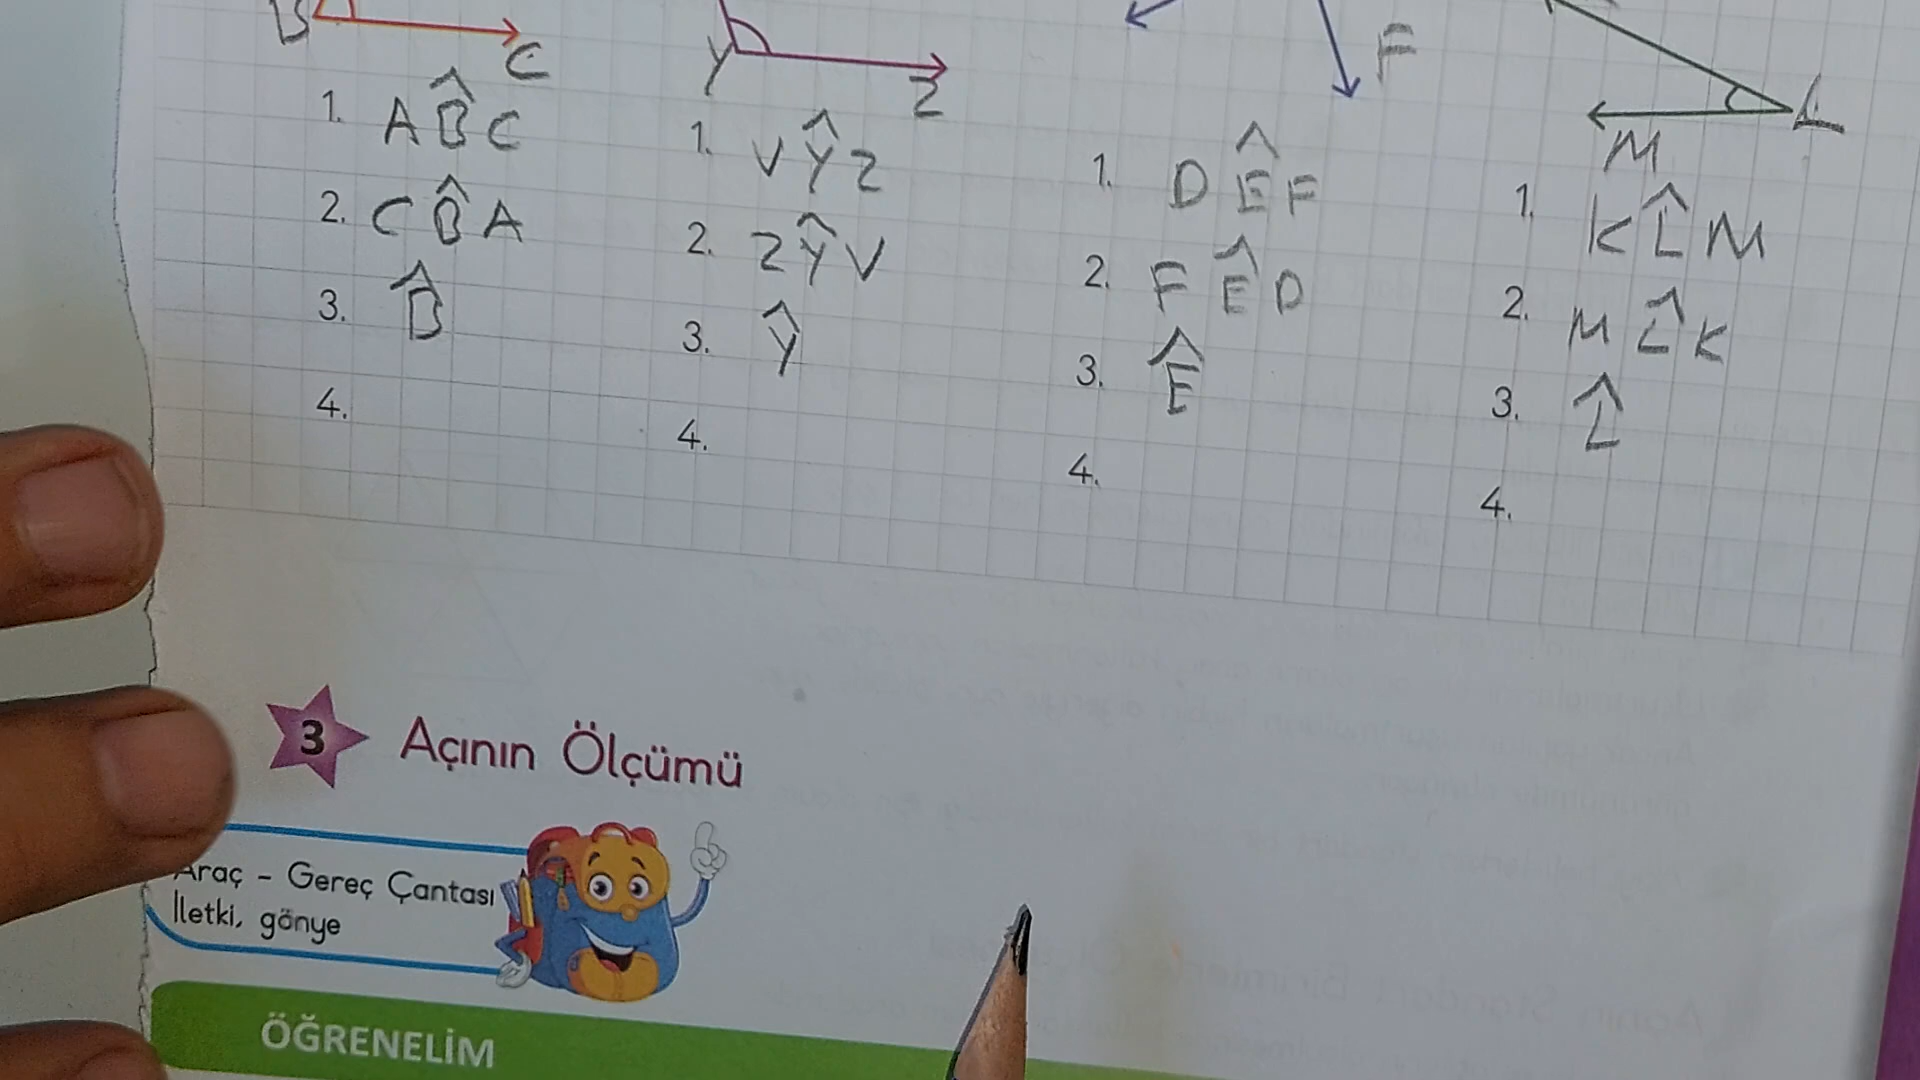 B C
Y Z
F
L
M
1. AB̂C
1. VŶZ
1. DÊF
1. KL̂M
2. CB̂A
2. ZŶV
2. FÊD
2. ML̂K
3. B̂
3. Ŷ
3. Ê
3. L̂
4.
4.
4.
4.
3 Açının Ölçümü
Araç - Gereç Çantası
İletki, gönye
ÖĞRENELİM